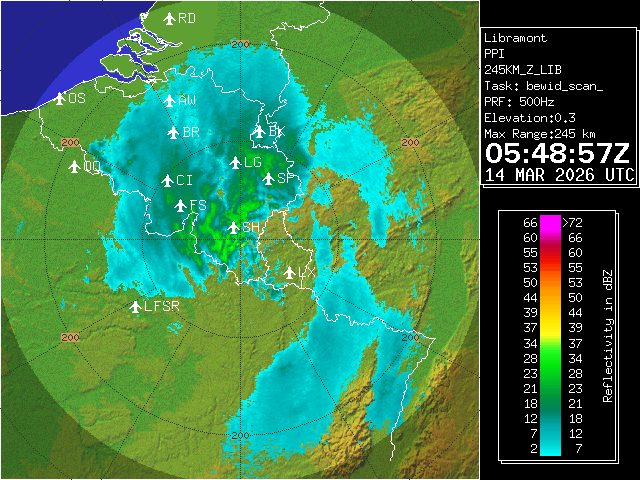 RD
200
OS
AW
BR
BK
200
200
OO
LG
CI
SP
FS
SH
LX
LFSR
200
200
200
Libramont
PPI
245KM_Z_LIB
Task: bewid_scan_
PRF: 500Hz
Elevation:0.3
Max Range:245 km
05:48:57Z
14 MAR 2026 UTC
66 >72
60 66
55 60
53 55
50 53
44 50
39 44
37 39
34 37
28 34
23 28
21 23
18 21
12 18
7 12
2 7
Reflectivity in dBZ